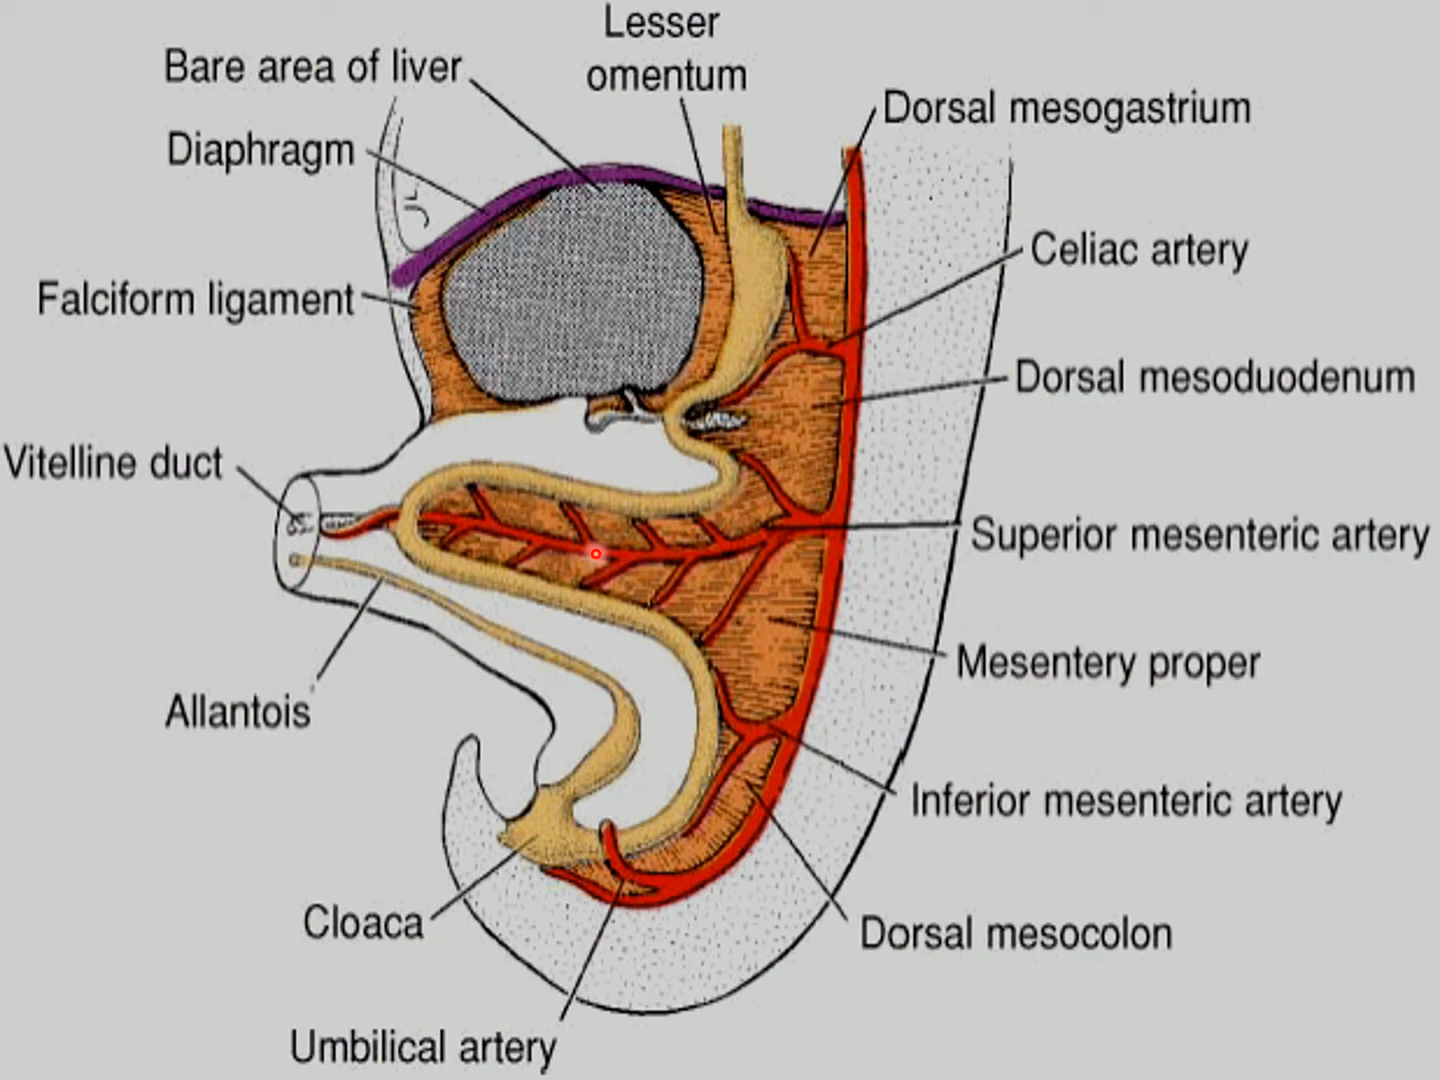 Lesser
omentum
Bare area of liver
Dorsal mesogastrium
Diaphragm
Celiac artery
Falciform ligament
Dorsal mesoduodenum
Vitelline duct
Superior mesenteric artery
Mesentery proper
Allantois
Inferior mesenteric artery
Cloaca
Dorsal mesocolon
Umbilical artery